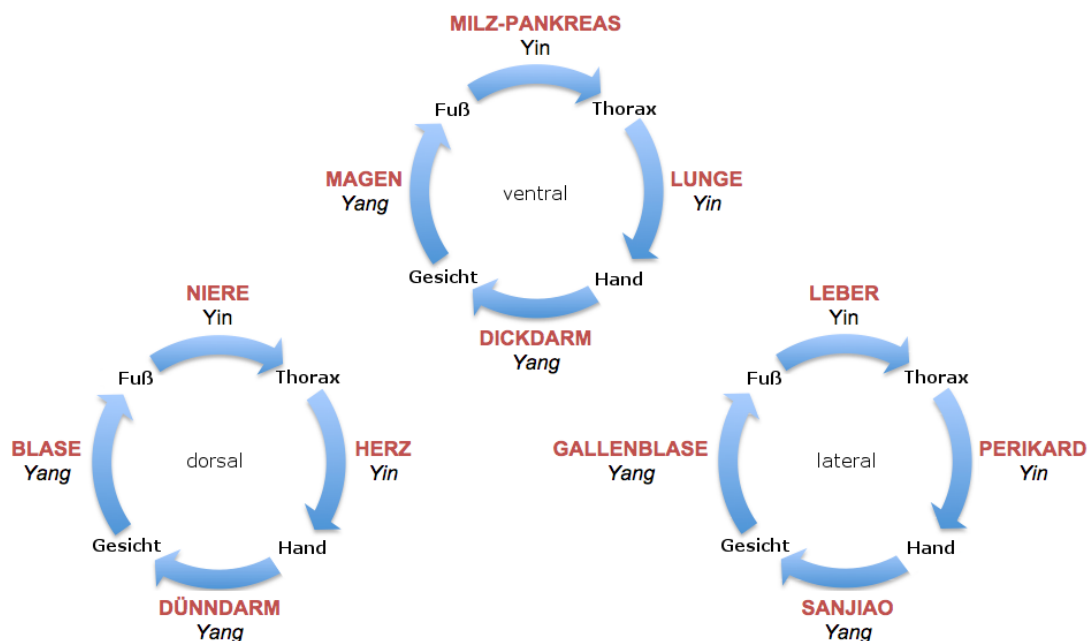 MILZ-PANKREAS
Yin
Fuß
Thorax
MAGEN
Yang
ventral
LUNGE
Yin
Gesicht
Hand
DICKDARM
Yang
NIERE
Yin
Fuß
Thorax
BLASE
Yang
dorsal
HERZ
Yin
Gesicht
Hand
DÜNNDARM
Yang
LEBER
Yin
Fuß
Thorax
GALLENBLASE
Yang
lateral
PERIKARD
Yin
Gesicht
Hand
SANJIAO
Yang